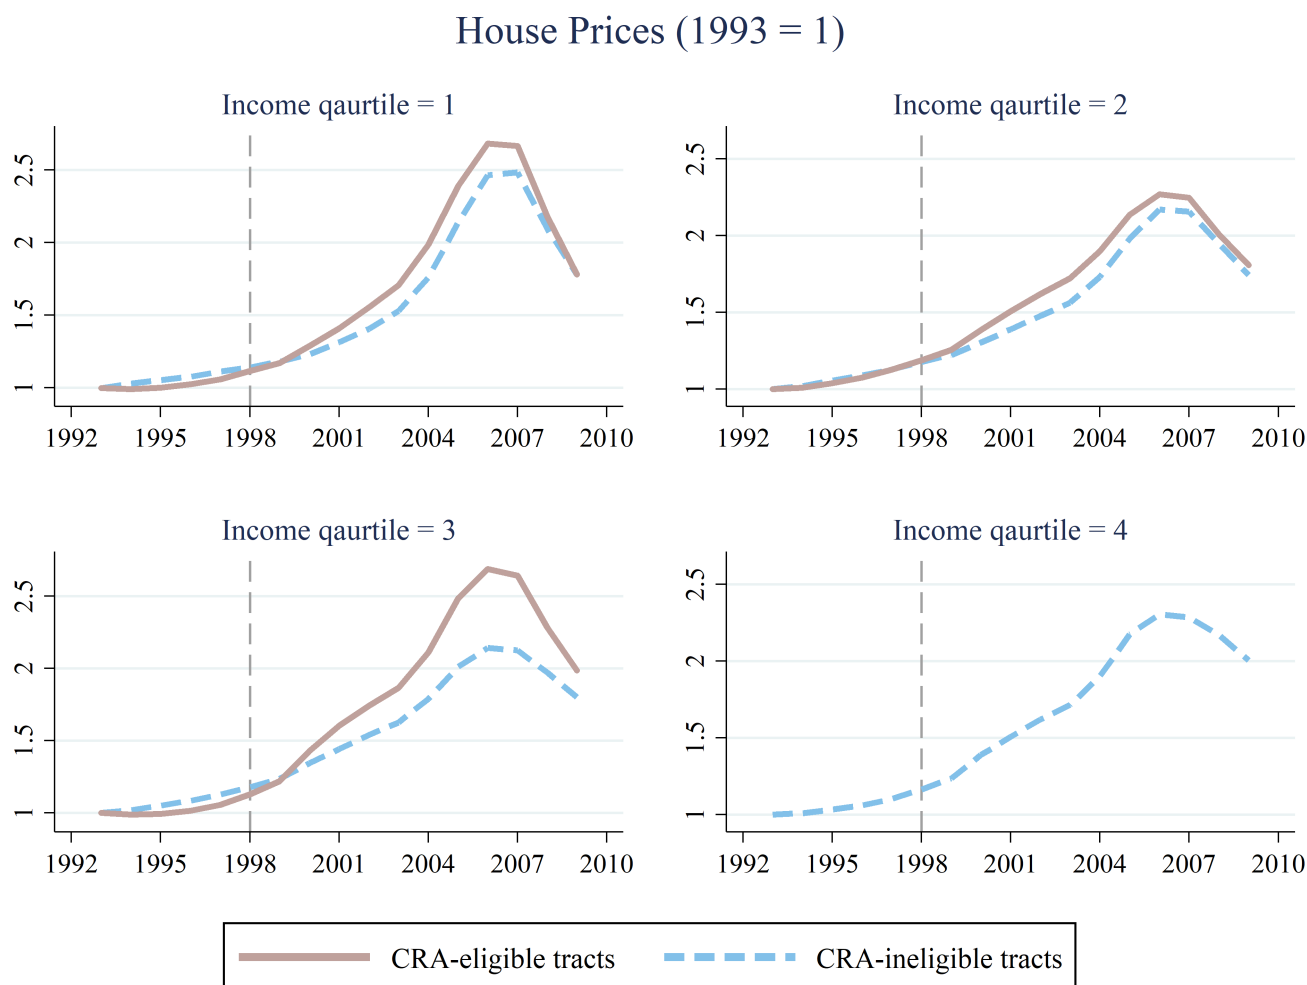 House Prices (1993 = 1)
Income qaurtile = 1
2.5
2
1.5
1
1992 1995 1998 2001 2004 2007 2010
Income qaurtile = 2
2.5
2
1.5
1
1992 1995 1998 2001 2004 2007 2010
Income qaurtile = 3
2.5
2
1.5
1
1992 1995 1998 2001 2004 2007 2010
Income qaurtile = 4
2.5
2
1.5
1
1992 1995 1998 2001 2004 2007 2010
CRA-eligible tracts CRA-ineligible tracts